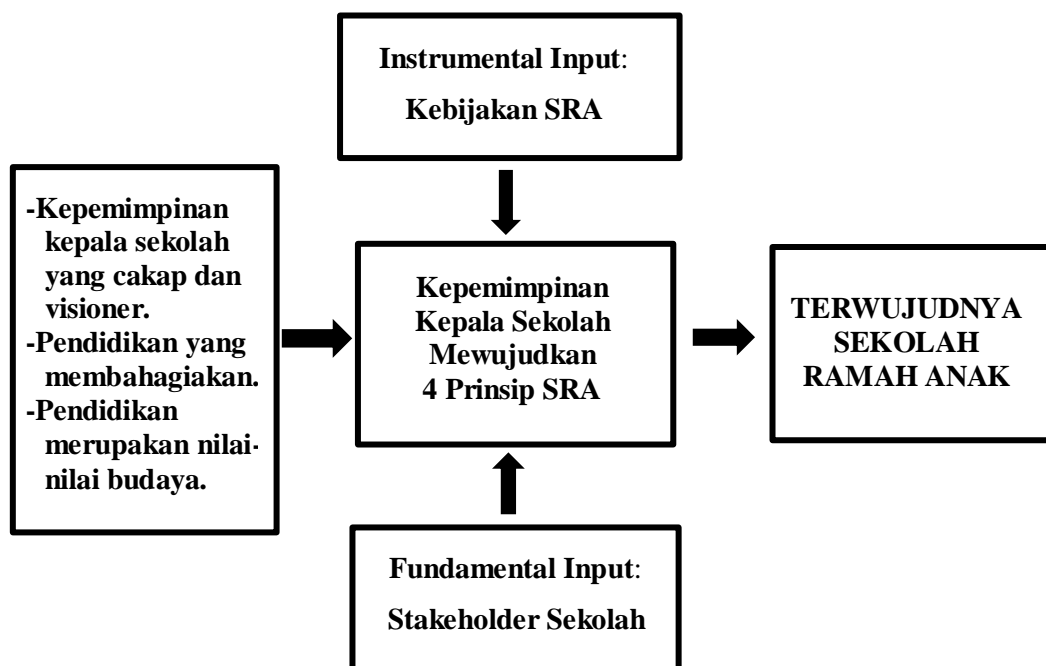 Instrumental Input:
Kebijakan SRA
-Kepemimpinan
kepala sekolah
yang cakap dan
visioner.
-Pendidikan yang
membahagiakan.
-Pendidikan
merupakan nilai-
nilai budaya.
Kepemimpinan
Kepala Sekolah
Mewujudkan
4 Prinsip SRA
TERWUJUDNYA
SEKOLAH
RAMAH ANAK
Fundamental Input:
Stakeholder Sekolah